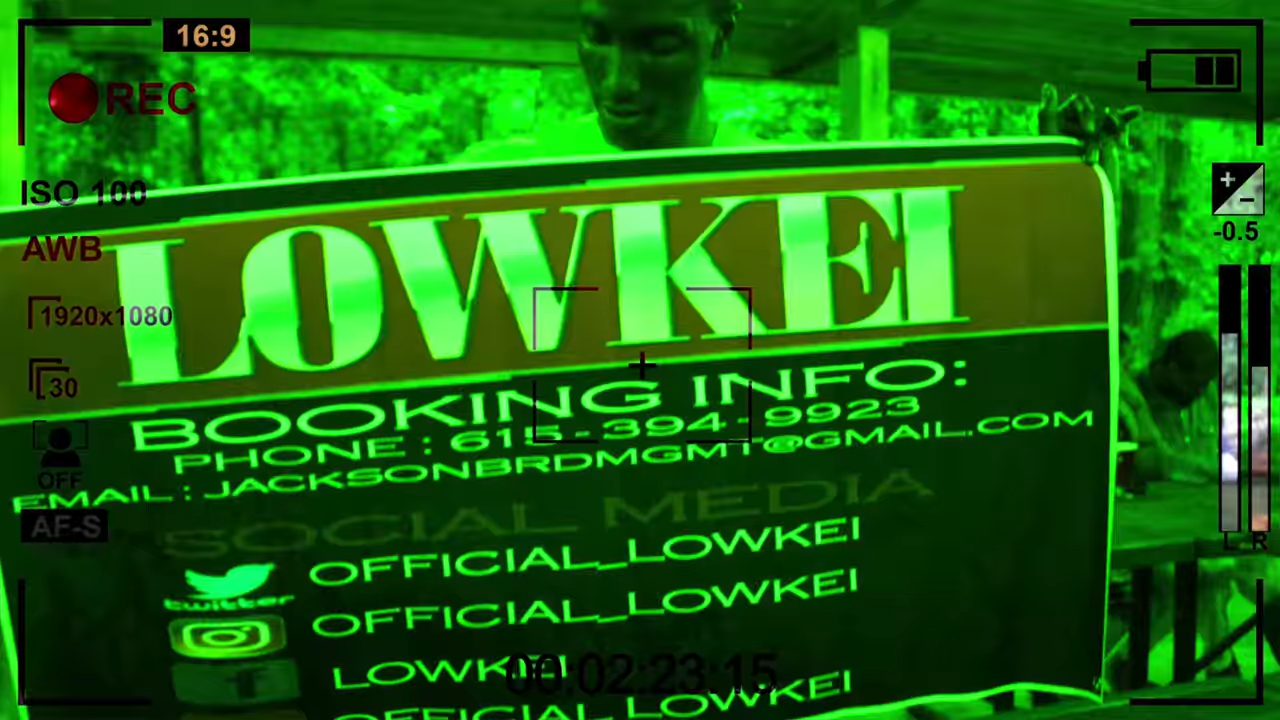 16:9
REC
ISO 100
AWB
1920x1080
30
OFF
AF-S
-0.5
L R
LOWKEI
BOOKING INFO:
PHONE : 615-394-9923
EMAIL : JACKSONBRDMGMT@GMAIL.COM
SOCIAL MEDIA
twitter OFFICIAL_LOWKEI
OFFICIAL_LOWKEI
f LOWKEI
OFFICIAL_LOWKEI
00:02:23:15